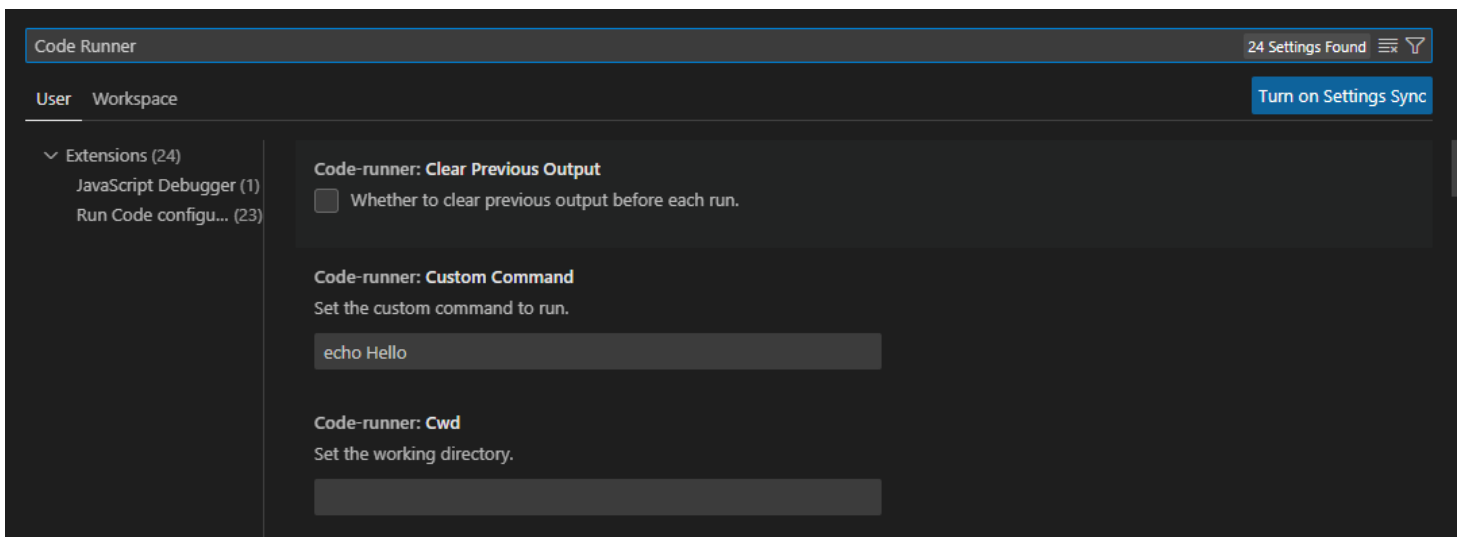 Code Runner
24 Settings Found
User Workspace
Turn on Settings Sync
Extensions (24)
JavaScript Debugger (1)
Run Code configu... (23)
Code-runner: Clear Previous Output
Whether to clear previous output before each run.
Code-runner: Custom Command
Set the custom command to run.
echo Hello
Code-runner: Cwd
Set the working directory.